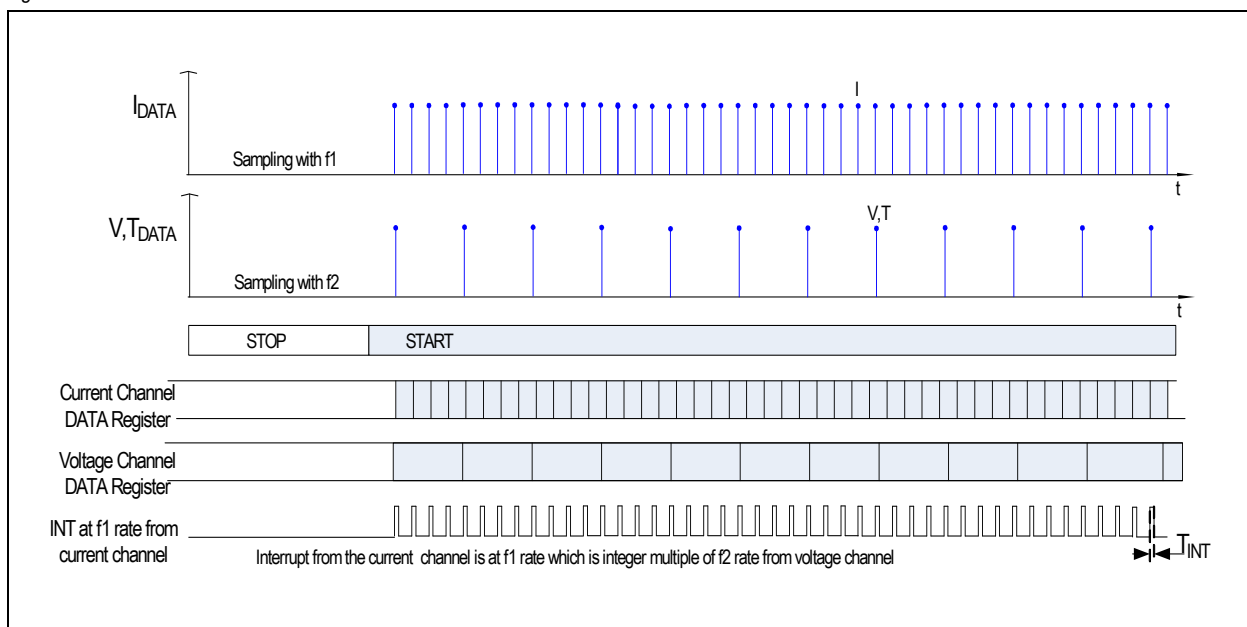 IDATA
I
Sampling with f1
t
V,TDATA
V,T
Sampling with f2
t
STOP
START
Current Channel
DATA Register
Voltage Channel
DATA Register
INT at f1 rate from
current channel
Interrupt from the current channel is at f1 rate which is integer multiple of f2 rate from voltage channel
TINT